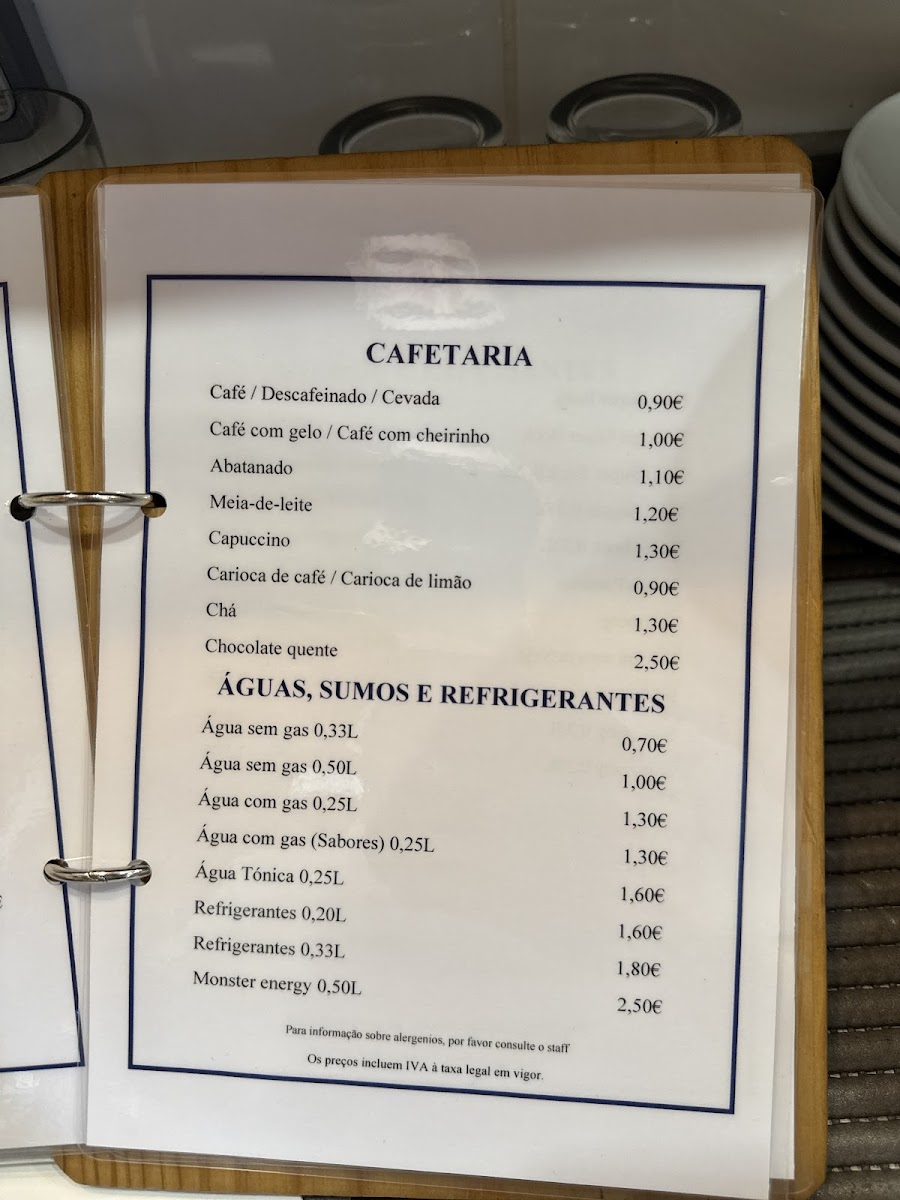 CAFETARIA
Café / Descafeinado / Cevada 0,90€
Café com gelo / Café com cheirinho 1,00€
Abatanado 1,10€
Meia-de-leite 1,20€
Capuccino 1,30€
Carioca de café / Carioca de limão 0,90€
Chá 1,30€
Chocolate quente 2,50€
ÁGUAS, SUMOS E REFRIGERANTES
Água sem gas 0,33L 0,70€
Água sem gas 0,50L 1,00€
Água com gas 0,25L 1,30€
Água com gas (Sabores) 0,25L 1,30€
Água Tónica 0,25L 1,60€
Refrigerantes 0,20L 1,60€
Refrigerantes 0,33L 1,80€
Monster energy 0,50L 2,50€
Para informação sobre alergenios, por favor consulte o staff
Os preços incluem IVA à taxa legal em vigor.